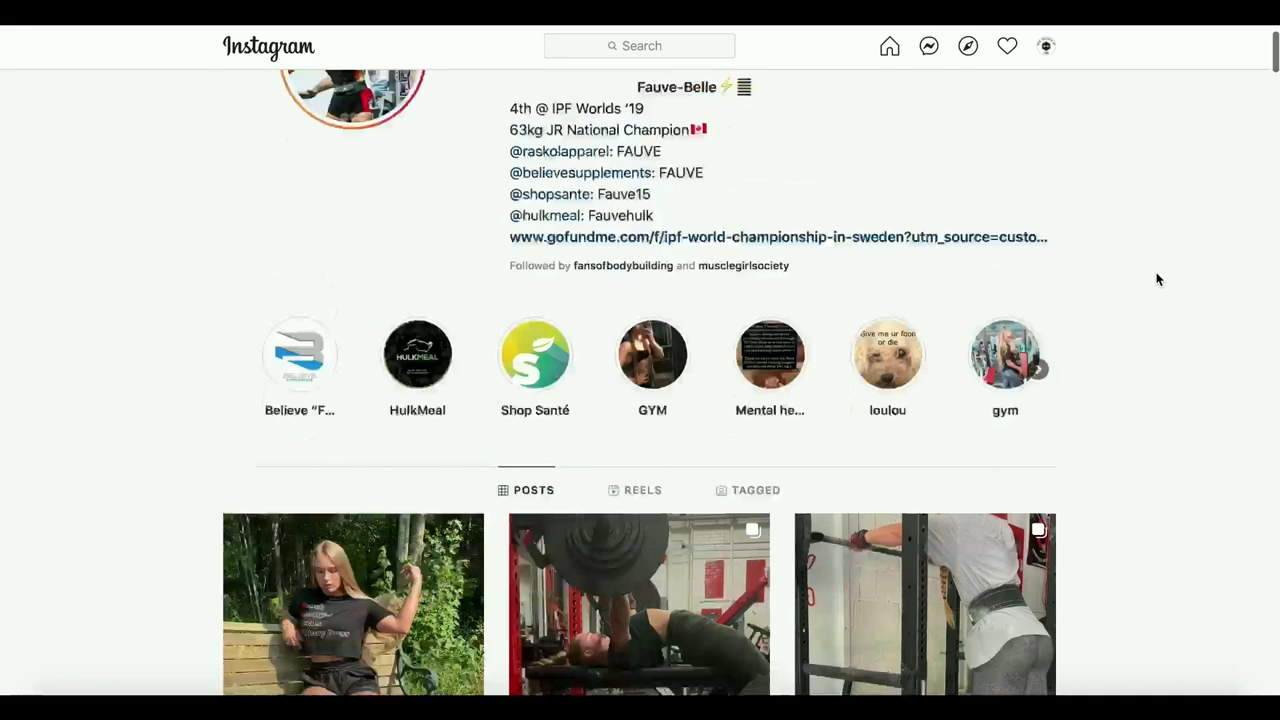 Instagram
Search
Fauve-Belle
4th @ IPF Worlds ‘19
63kg JR National Champion
@raskolapparel: FAUVE
@believesupplements: FAUVE
@shopsante: Fauve15
@hulkmeal: Fauvehulk
www.gofundme.com/f/ipf-world-championship-in-sweden?utm_source=custo...
Followed by fansofbodybuilding and musclegirlsociety
HULKMEAL
Give me ur food
or die
Believe “F...
HulkMeal
Shop Santé
GYM
Mental he...
loulou
gym
POSTS
REELS
TAGGED